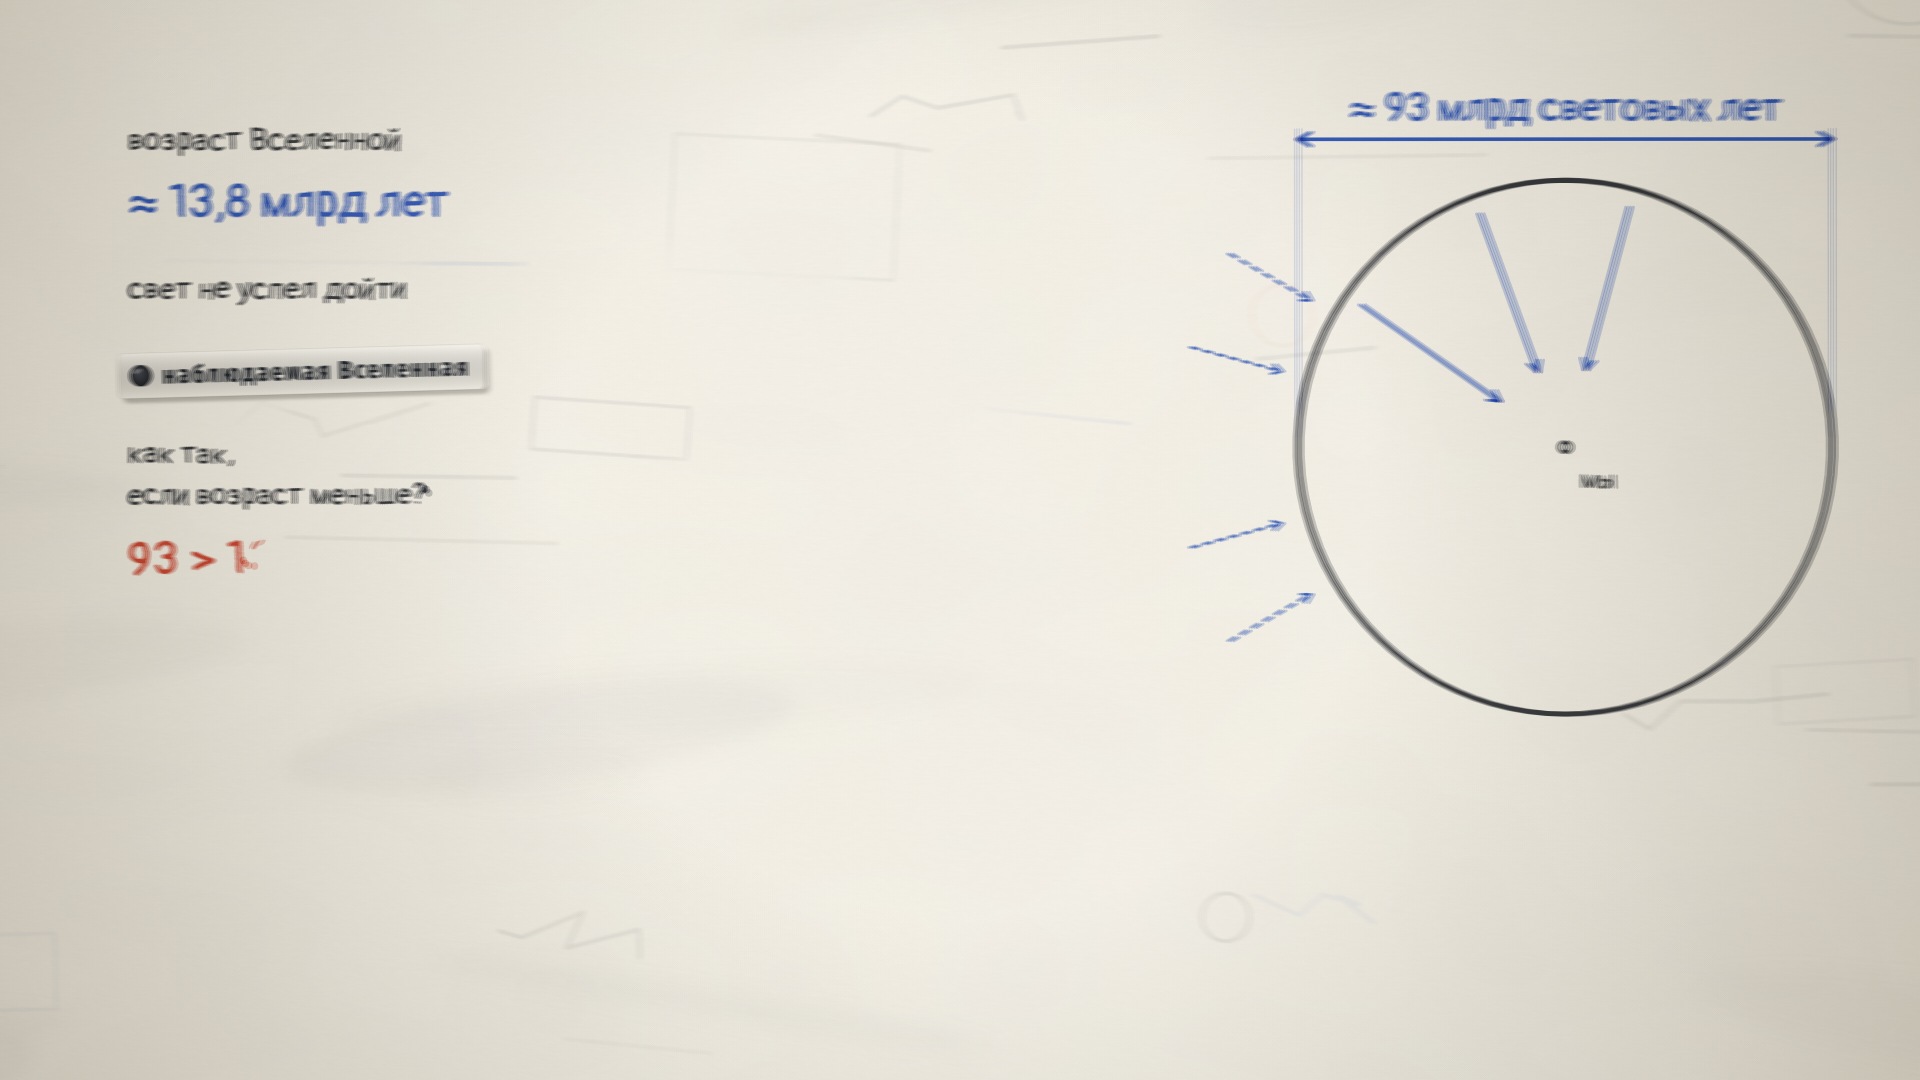 возраст Вселенной
≈ 13,8 млрд лет
свет не успел дойти
наблюдаемая Вселенная
как так,
если возраст меньше?
93 >
≈ 93 млрд световых лет